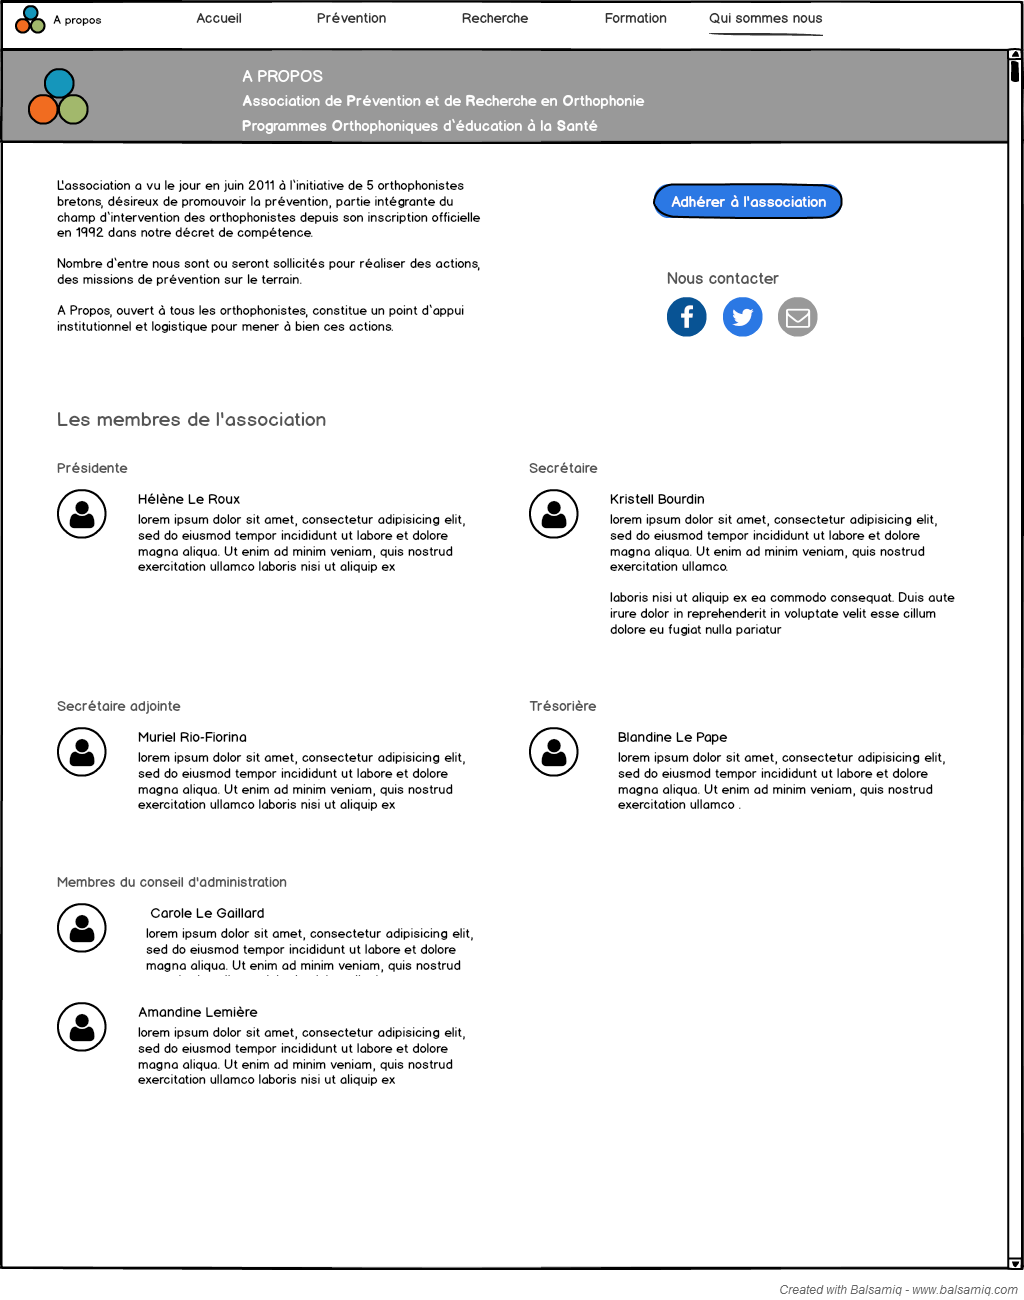 A propos
Accueil
Prévention
Recherche
Formation
Qui sommes nous
A PROPOS
Association de Prévention et de Recherche en Orthophonie
Programmes Orthophoniques d'éducation à la Santé
L'association a vu le jour en juin 2011 à l'initiative de 5 orthophonistes
bretons, désireux de promouvoir la prévention, partie intégrante du
champ d'intervention des orthophonistes depuis son inscription officielle
en 1992 dans notre décret de compétence.
Nombre d'entre nous sont ou seront sollicités pour réaliser des actions,
des missions de prévention sur le terrain.
A Propos, ouvert à tous les orthophonistes, constitue un point d'appui
institutionnel et logistique pour mener à bien ces actions.
Adhérer à l'association
Nous contacter
Les membres de l'association
Présidente
Hélène Le Roux
lorem ipsum dolor sit amet, consectetur adipisicing elit,
sed do eiusmod tempor incididunt ut labore et dolore
magna aliqua. Ut enim ad minim veniam, quis nostrud
exercitation ullamco laboris nisi ut aliquip ex
Secrétaire
Kristell Bourdin
lorem ipsum dolor sit amet, consectetur adipisicing elit,
sed do eiusmod tempor incididunt ut labore et dolore
magna aliqua. Ut enim ad minim veniam, quis nostrud
exercitation ullamco.
laboris nisi ut aliquip ex ea commodo consequat. Duis aute
irure dolor in reprehenderit in voluptate velit esse cillum
dolore eu fugiat nulla pariatur
Secrétaire adjointe
Muriel Rio-Fiorina
lorem ipsum dolor sit amet, consectetur adipisicing elit,
sed do eiusmod tempor incididunt ut labore et dolore
magna aliqua. Ut enim ad minim veniam, quis nostrud
exercitation ullamco laboris nisi ut aliquip ex
Trésorière
Blandine Le Pape
lorem ipsum dolor sit amet, consectetur adipisicing elit,
sed do eiusmod tempor incididunt ut labore et dolore
magna aliqua. Ut enim ad minim veniam, quis nostrud
exercitation ullamco .
Membres du conseil d'administration
Carole Le Gaillard
lorem ipsum dolor sit amet, consectetur adipisicing elit,
sed do eiusmod tempor incididunt ut labore et dolore
magna aliqua. Ut enim ad minim veniam, quis nostrud
Amandine Lemière
lorem ipsum dolor sit amet, consectetur adipisicing elit,
sed do eiusmod tempor incididunt ut labore et dolore
magna aliqua. Ut enim ad minim veniam, quis nostrud
exercitation ullamco laboris nisi ut aliquip ex
Created with Balsamiq - www.balsamiq.com